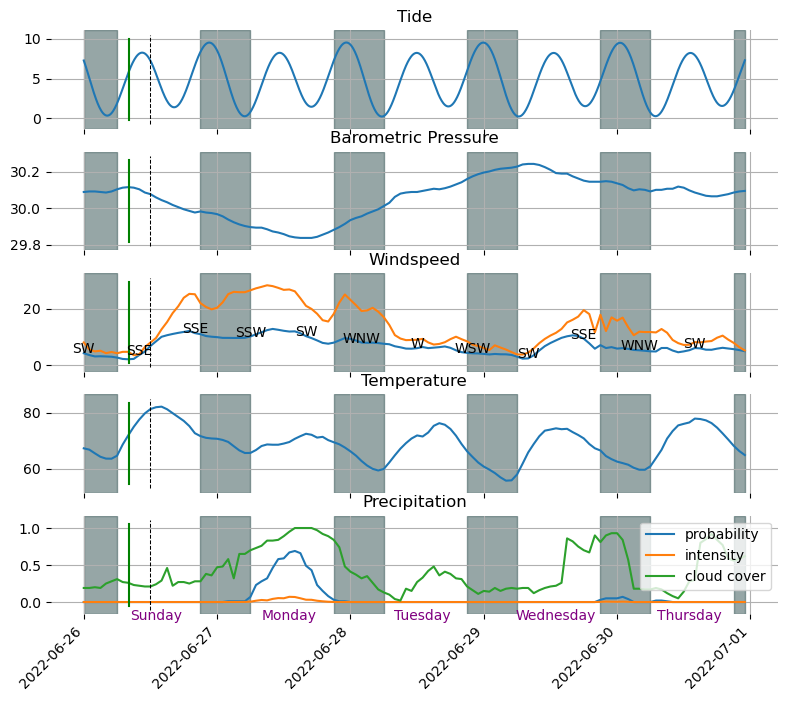 Tide
10
5
0
Barometric Pressure
30.2
30.0
29.8
Windspeed
20
0
SW
SSE
SSE
SSW
SW
WNW
W
WSW
SW
SSE
WNW
SW
Temperature
80
60
Precipitation
1.0
0.5
0.0
probability
intensity
cloud cover
Sunday
Monday
Tuesday
Wednesday
Thursday
2022-06-26
2022-06-27
2022-06-28
2022-06-29
2022-06-30
2022-07-01